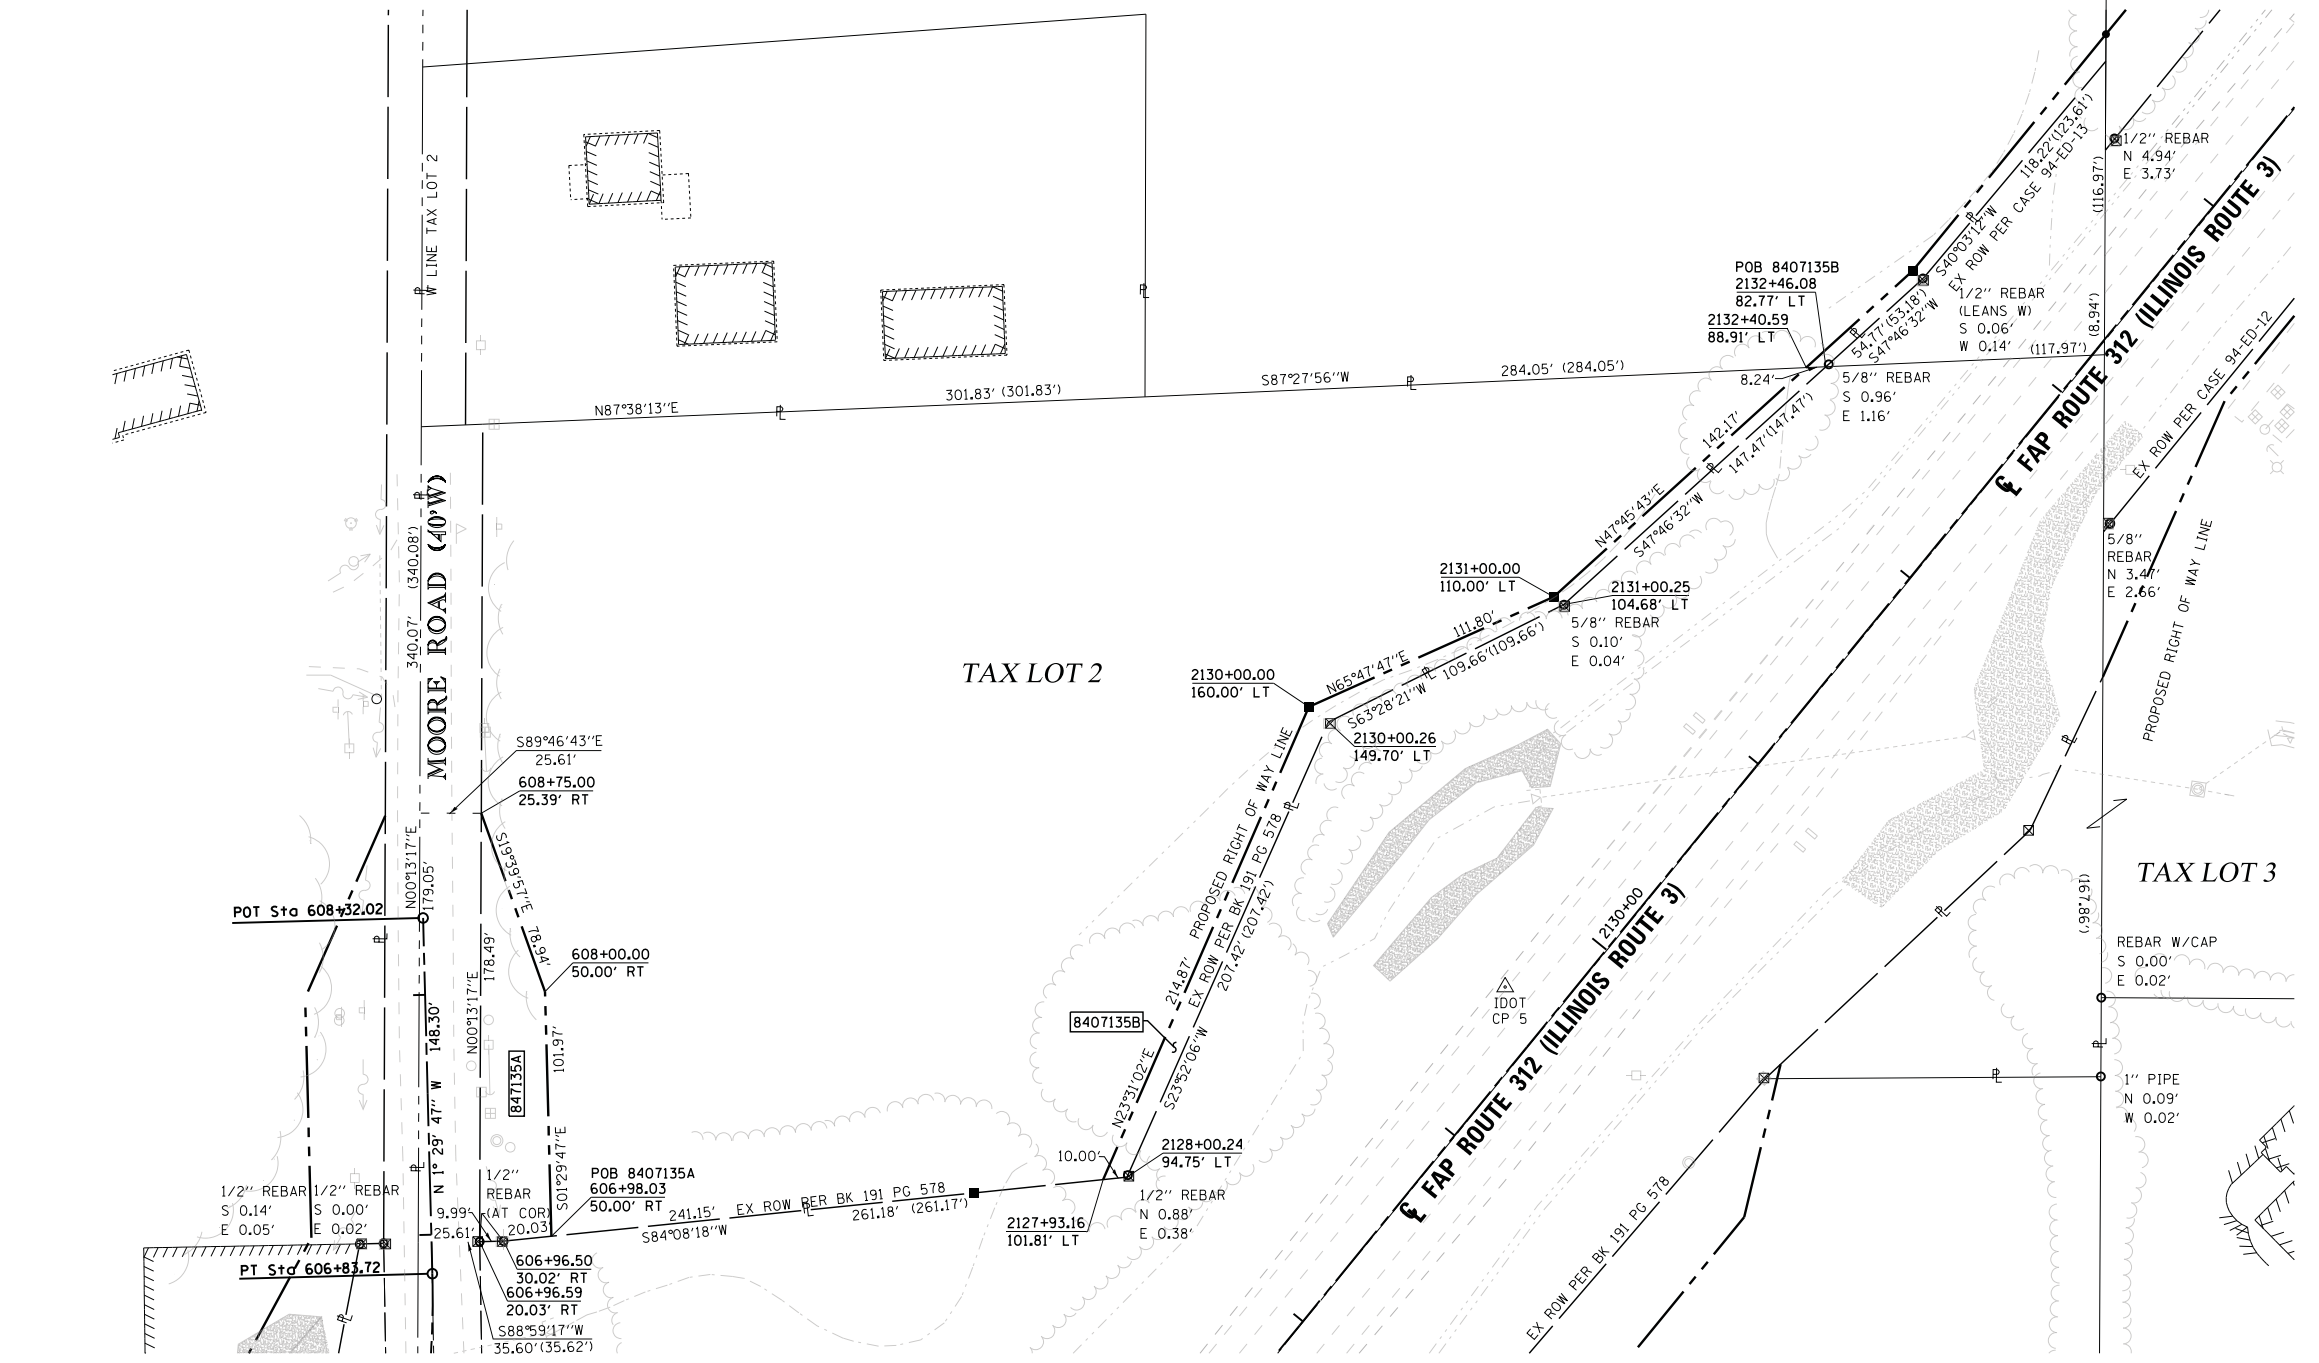 W LINE TAX LOT 2
MOORE ROAD (40'W)
(340.08')
340.07'
N87°38'13"E
301.83' (301.83')
S87°27'56"W
284.05' (284.05')
8.24'
(117.97')
POB 8407135B
2132+46.08
82.77' LT
2132+40.59
88.91' LT
118.22'(123.61')
EX ROW PER CASE 94-ED-13
S40°03'12"W
54.77'(53.18')
S47°46'32"W
1/2" REBAR
(LEANS W)
S 0.06'
W 0.14'
5/8" REBAR
S 0.96'
E 1.16'
1/2" REBAR
N 4.94'
E 3.73'
(116.97')
(8.94')
℄ FAP ROUTE 312 (ILLINOIS ROUTE 3)
EX ROW PER CASE 94-ED-12
142.17'
147.47'(147.47')
N47°45'43"E
S47°46'32"W
2131+00.00
110.00' LT
2131+00.25
104.68' LT
5/8" REBAR
S 0.10'
E 0.04'
5/8"
REBAR
N 3.47'
E 2.66'
PROPOSED RIGHT OF WAY LINE
TAX LOT 2
111.80'
N65°47'47"E
109.66'(109.66')
S63°28'21"W
2130+00.00
160.00' LT
2130+00.26
149.70' LT
PROPOSED RIGHT OF WAY LINE
EX ROW PER BK 191 PG 578
214.87'
207.42' (207.42')
N23°31'02"E
S23°52'06"W
8407135B
S89°46'43"E
25.61'
608+75.00
25.39' RT
N00°13'17"E
179.05'
S19°39'57"E
78.94'
POT Sta 608+32.02
608+00.00
50.00' RT
178.49'
N00°13'17"E
148.30'
N 1° 29' 47" W
847135A
101.97'
S01°29'47"E
TAX LOT 3
(167.86')
REBAR W/CAP
S 0.00'
E 0.02'
2130+00
IDOT
CP 5
℄ FAP ROUTE 312 (ILLINOIS ROUTE 3)
1" PIPE
N 0.09'
W 0.02'
1/2" REBAR
S 0.14'
E 0.05'
1/2" REBAR
S 0.00'
E 0.02'
1/2"
REBAR
(AT COR)
9.99'
25.61'
20.03'
POB 8407135A
606+98.03
50.00' RT
241.15'
S84°08'18"W
EX ROW PER BK 191 PG 578
261.18' (261.17')
10.00'
2128+00.24
94.75' LT
1/2" REBAR
N 0.88'
E 0.38'
2127+93.16
101.81' LT
PT Sta 606+83.72
606+96.50
30.02' RT
606+96.59
20.03' RT
S88°59'17"W
35.60'(35.62')
EX ROW PER BK 191 PG 578